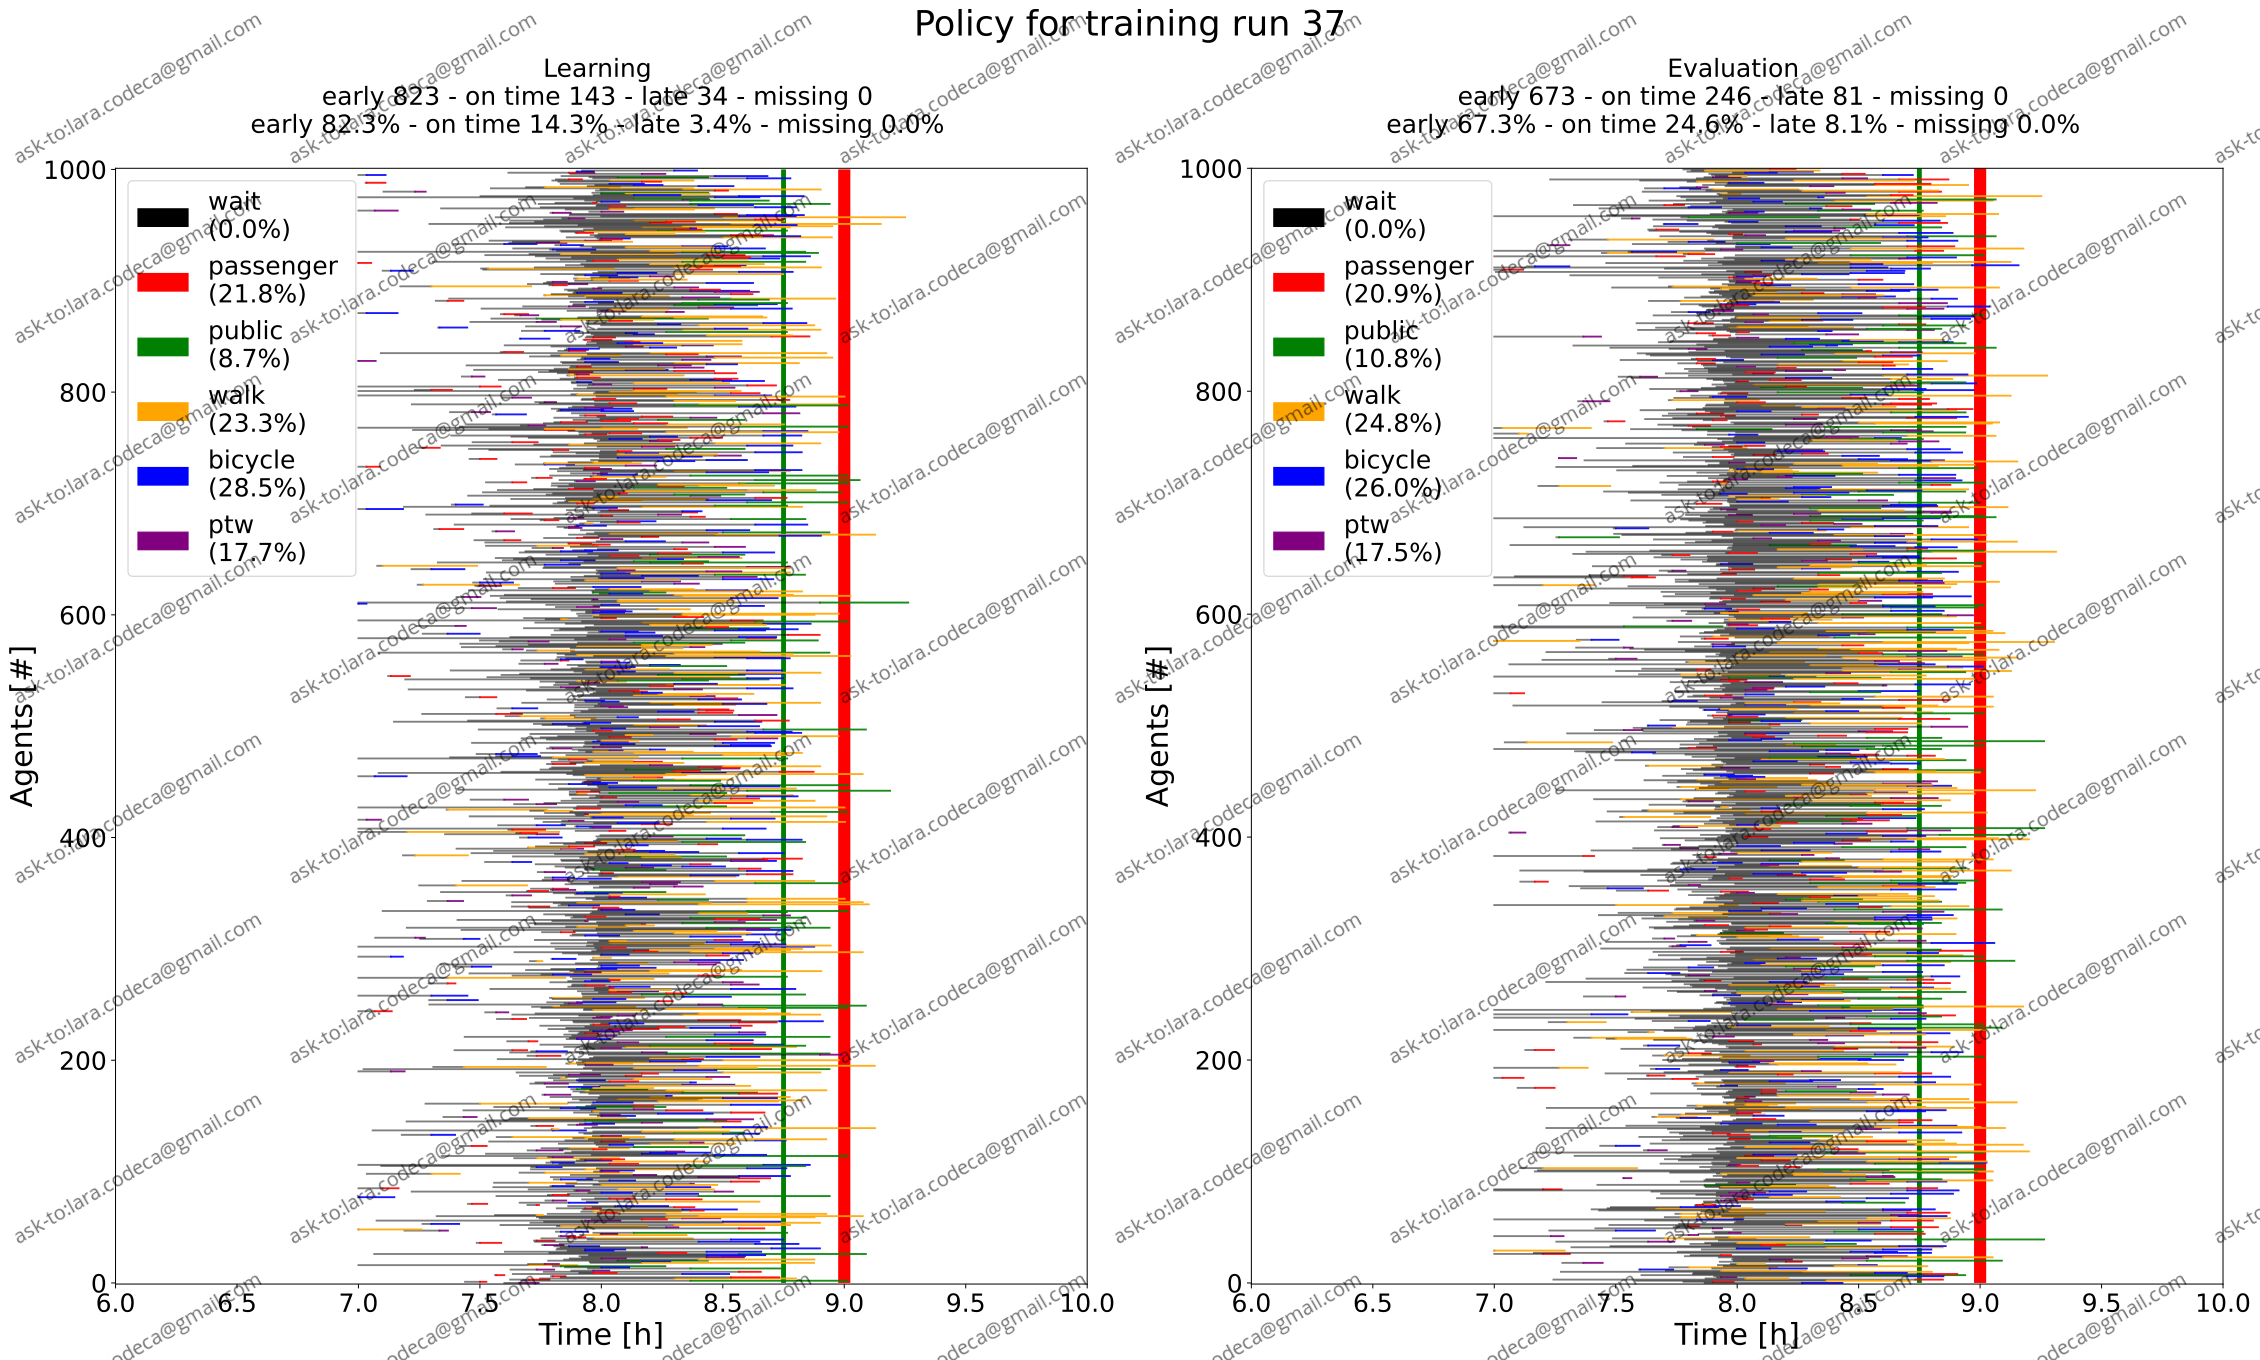 Policy for training run 37
Learning
early 823 - on time 143 - late 34 - missing 0
early 82.3% - on time 14.3% - late 3.4% - missing 0.0%
1000
800
600
400
200
0
Agents [#]
wait
(0.0%)
passenger
(21.8%)
public
(8.7%)
walk
(23.3%)
bicycle
(28.5%)
ptw
(17.7%)
6.0 6.5 7.0 7.5 8.0 8.5 9.0 9.5 10.0
Time [h]
Evaluation
early 673 - on time 246 - late 81 - missing 0
early 67.3% - on time 24.6% - late 8.1% - missing 0.0%
1000
800
600
400
200
0
Agents [#]
wait
(0.0%)
passenger
(20.9%)
public
(10.8%)
walk
(24.8%)
bicycle
(26.0%)
ptw
(17.5%)
6.0 6.5 7.0 7.5 8.0 8.5 9.0 9.5 10.0
Time [h]
ask-to:lara.codeca@gmail.com